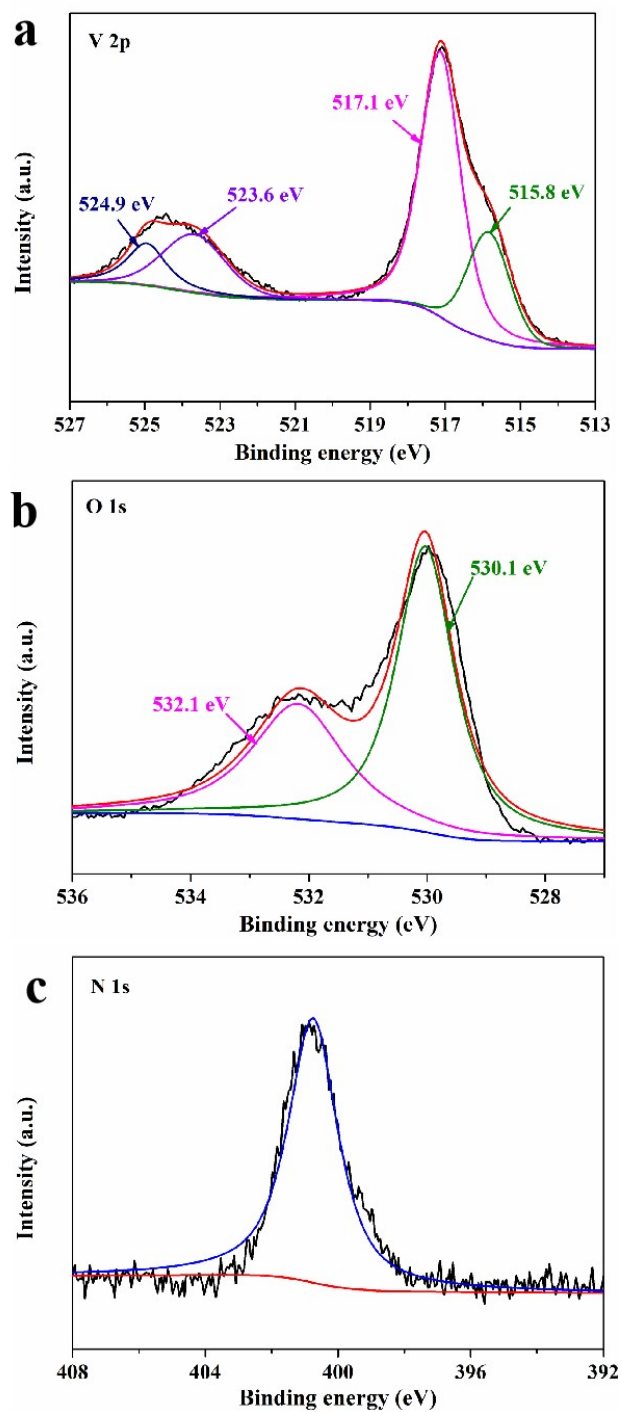 a
V 2p
517.1 eV
515.8 eV
523.6 eV
524.9 eV
Intensity (a.u.)
527 525 523 521 519 517 515 513
Binding energy (eV)
b
O 1s
530.1 eV
532.1 eV
Intensity (a.u.)
536 534 532 530 528
Binding energy (eV)
c
N 1s
Intensity (a.u.)
408 404 400 396 392
Binding energy (eV)